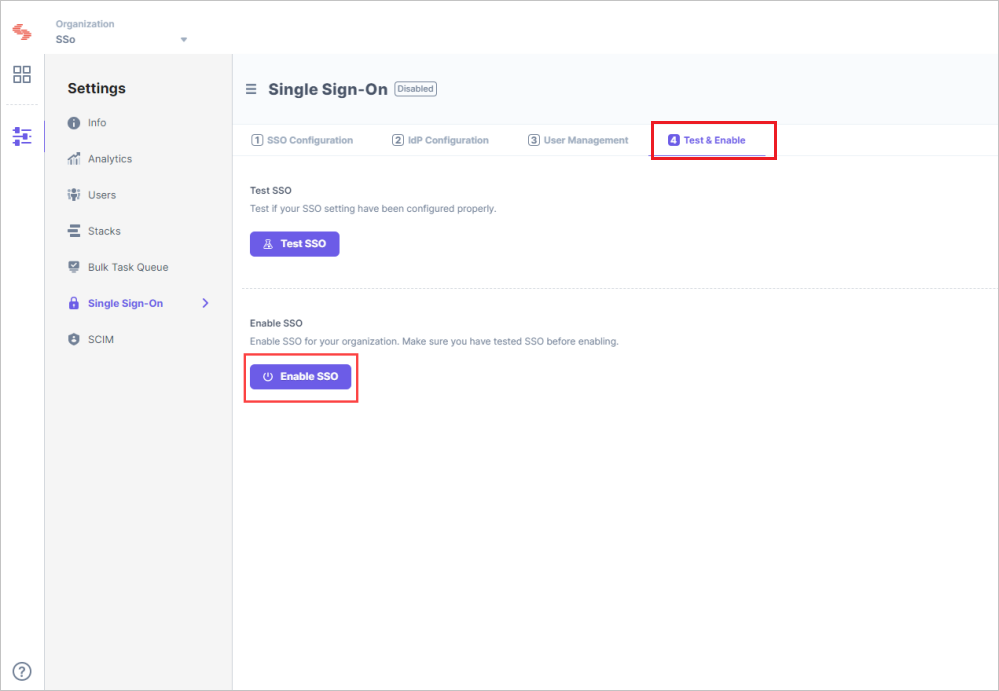 Organization
SSo
Settings
Info
Analytics
Users
Stacks
Bulk Task Queue
Single Sign-On
SCIM
Single Sign-On Disabled
1 SSO Configuration 2 IdP Configuration 3 User Management 4 Test & Enable
Test SSO
Test if your SSO setting have been configured properly.
Test SSO
Enable SSO
Enable SSO for your organization. Make sure you have tested SSO before enabling.
Enable SSO
?